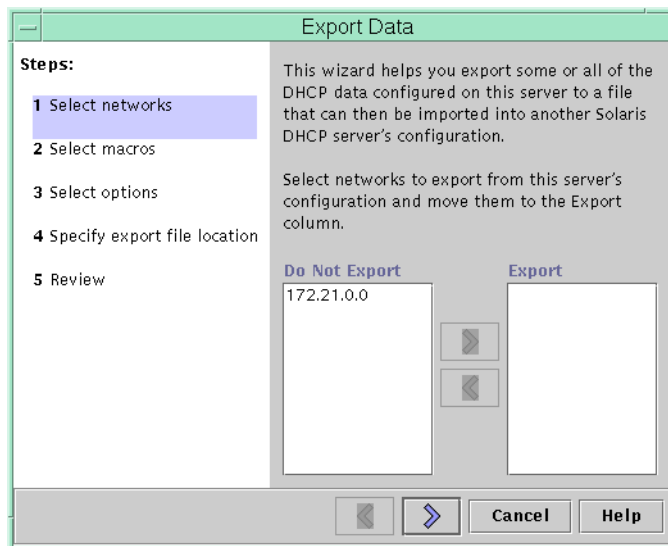 Export Data
Steps:
1 Select networks
2 Select macros
3 Select options
4 Specify export file location
5 Review
This wizard helps you export some or all of the
DHCP data configured on this server to a file
that can then be imported into another Solaris
DHCP server's configuration.
Select networks to export from this server's
configuration and move them to the Export
column.
Do Not Export
Export
172.21.0.0
Cancel
Help